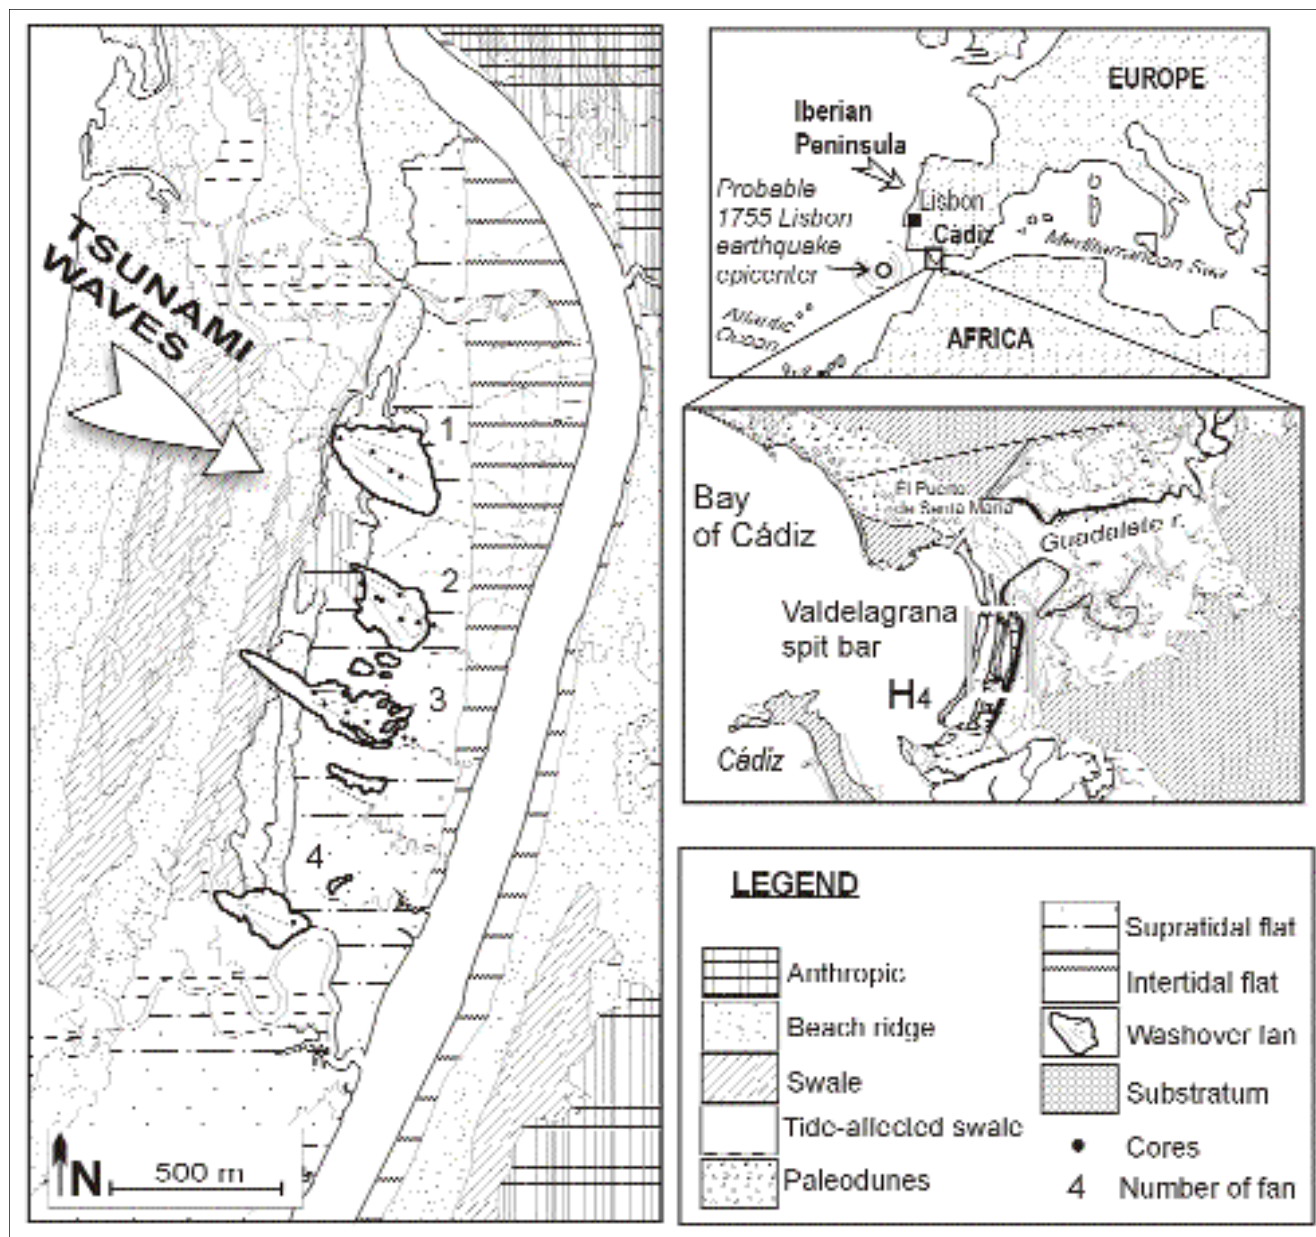 TSUNAMI
WAVES
1
2
3
4
N
500 m
EUROPE
Iberian
Peninsula
Probable
1755 Lisbon
earthquake
epicenter
Lisbon
Cádiz
Mediterranean Sea
Atlantic
Ocean
AFRICA
Bay
of Cádiz
El Puerto
de Santa María
Guadalete r.
Valdelagrana
spit bar
H4
Cádiz
LEGEND
Anthropic
Beach ridge
Swale
Tide-affected swale
Paleodunes
Supratidal flat
Intertidal flat
Washover fan
Substratum
Cores
4 Number of fan